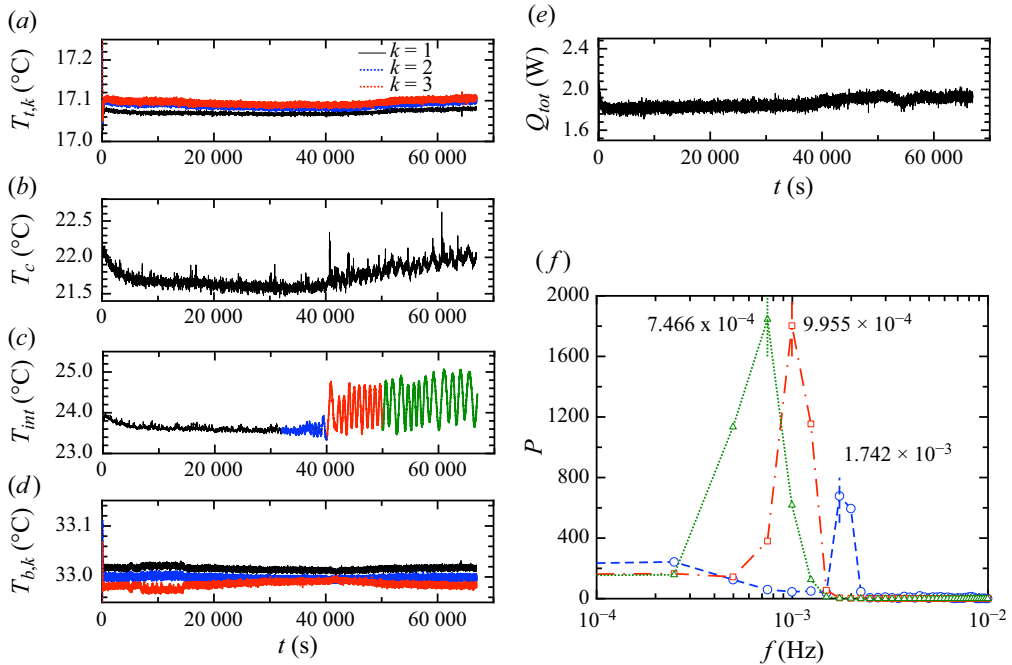 (a)
17.2
17.1
17.0
T_{t,k} (°C)
k = 1
k = 2
k = 3
0 20 000 40 000 60 000
(b)
22.5
22.0
21.5
T_c (°C)
0 20 000 40 000 60 000
(c)
25.0
24.0
23.0
T_{int} (°C)
0 20 000 40 000 60 000
(d)
33.1
33.0
T_{b,k} (°C)
0 20 000 40 000 60 000
t (s)
(e)
2.4
2.0
1.6
Q_{tot} (W)
0 20 000 40 000 60 000
t (s)
(f)
2000
1600
1200
800
400
0
P
7.466 x 10⁻⁴
9.955 × 10⁻⁴
1.742 × 10⁻³
10⁻⁴ 10⁻³ 10⁻²
f (Hz)